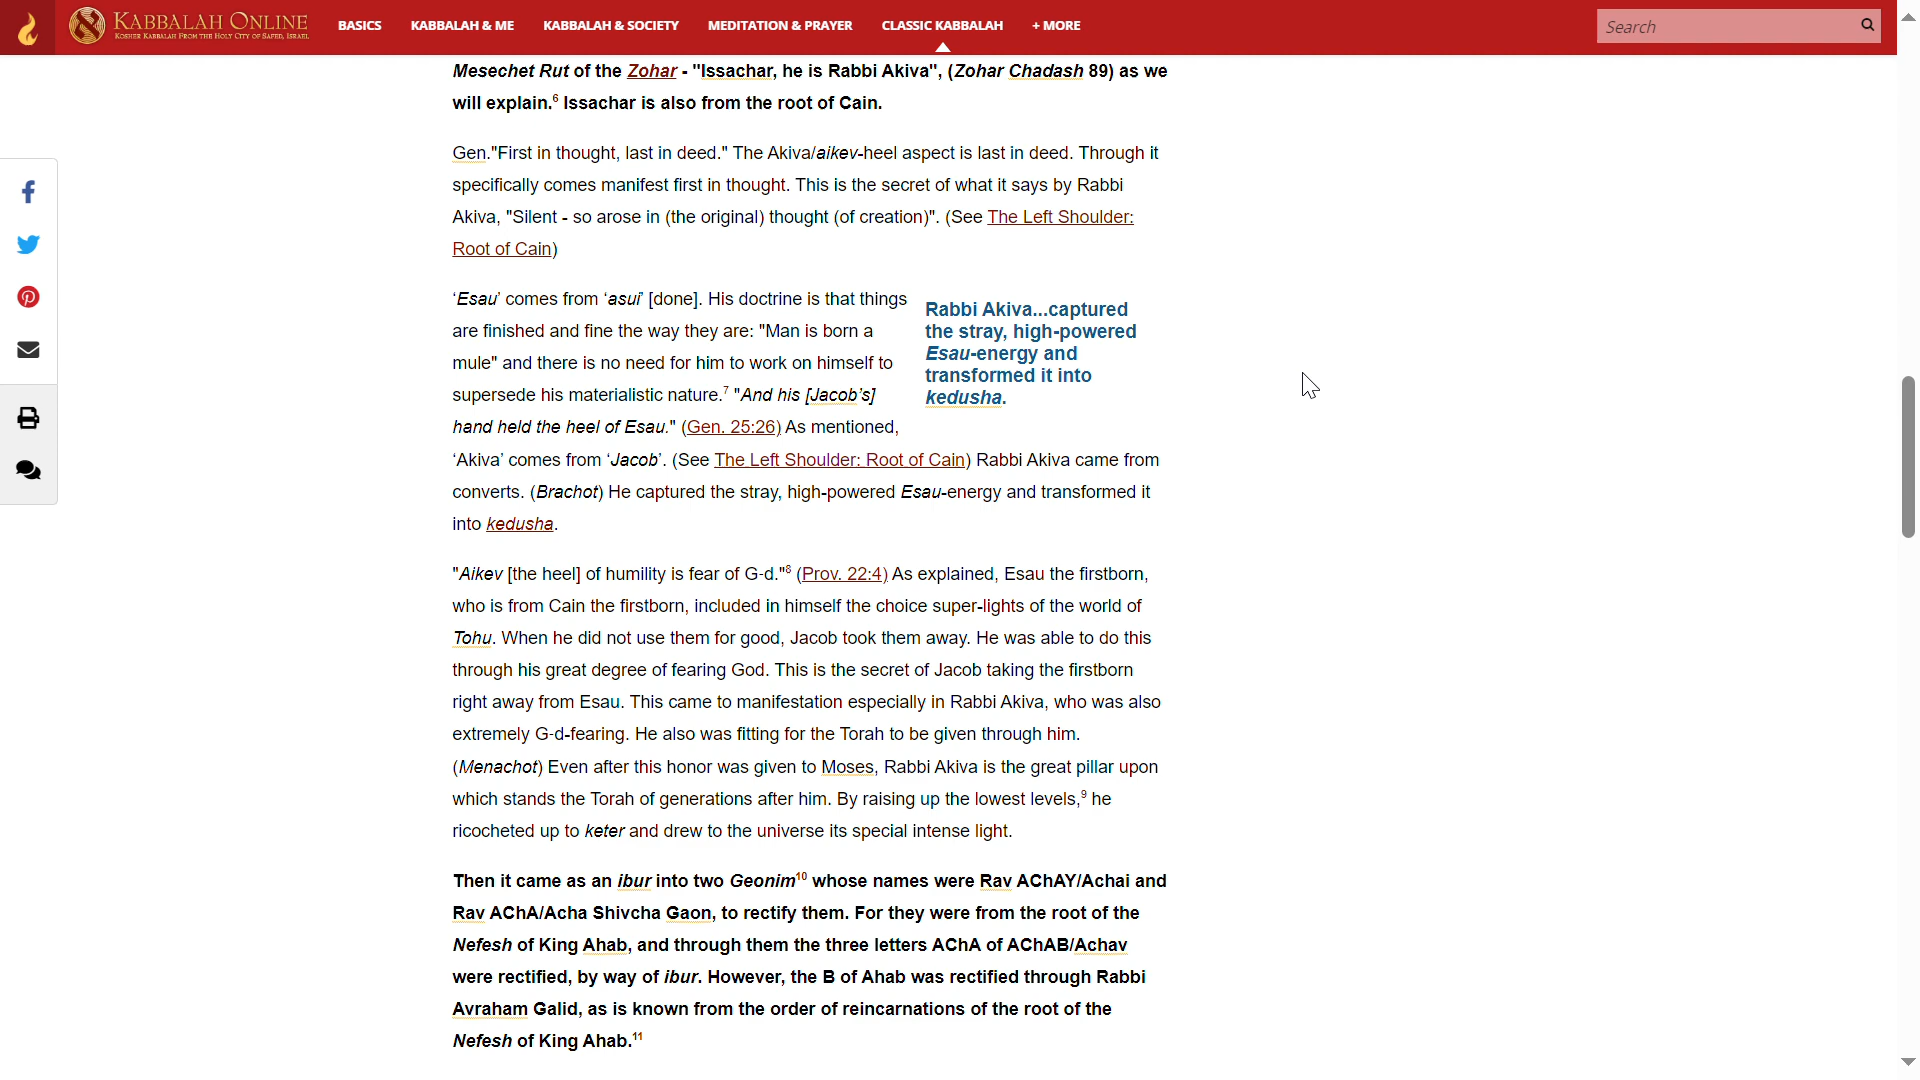 KABBALAH ONLINE
KOSHER KABBALAH FROM THE HOLY CITY OF SAFED, ISRAEL
BASICS
KABBALAH & ME
KABBALAH & SOCIETY
MEDITATION & PRAYER
CLASSIC KABBALAH
+ MORE
Search
Mesechet Rut of the Zohar - "Issachar, he is Rabbi Akiva", (Zohar Chadash 89) as we
will explain.6 Issachar is also from the root of Cain.
Gen."First in thought, last in deed." The Akiva/aikev-heel aspect is last in deed. Through it
specifically comes manifest first in thought. This is the secret of what it says by Rabbi
Akiva, "Silent - so arose in (the original) thought (of creation)". (See The Left Shoulder:
Root of Cain)
‘Esau’ comes from ‘asui’ [done]. His doctrine is that things
are finished and fine the way they are: "Man is born a
mule" and there is no need for him to work on himself to
supersede his materialistic nature.7 "And his [Jacob’s]
hand held the heel of Esau." (Gen. 25:26) As mentioned,
‘Akiva’ comes from ‘Jacob’. (See The Left Shoulder: Root of Cain) Rabbi Akiva came from
converts. (Brachot) He captured the stray, high-powered Esau-energy and transformed it
into kedusha.
Rabbi Akiva...captured
the stray, high-powered
Esau-energy and
transformed it into
kedusha.
"Aikev [the heel] of humility is fear of G-d."8 (Prov. 22:4) As explained, Esau the firstborn,
who is from Cain the firstborn, included in himself the choice super-lights of the world of
Tohu. When he did not use them for good, Jacob took them away. He was able to do this
through his great degree of fearing God. This is the secret of Jacob taking the firstborn
right away from Esau. This came to manifestation especially in Rabbi Akiva, who was also
extremely G-d-fearing. He also was fitting for the Torah to be given through him.
(Menachot) Even after this honor was given to Moses, Rabbi Akiva is the great pillar upon
which stands the Torah of generations after him. By raising up the lowest levels,9 he
ricocheted up to keter and drew to the universe its special intense light.
Then it came as an ibur into two Geonim10 whose names were Rav AChAY/Achai and
Rav AChA/Acha Shivcha Gaon, to rectify them. For they were from the root of the
Nefesh of King Ahab, and through them the three letters AChA of AChAB/Achav
were rectified, by way of ibur. However, the B of Ahab was rectified through Rabbi
Avraham Galid, as is known from the order of reincarnations of the root of the
Nefesh of King Ahab.11